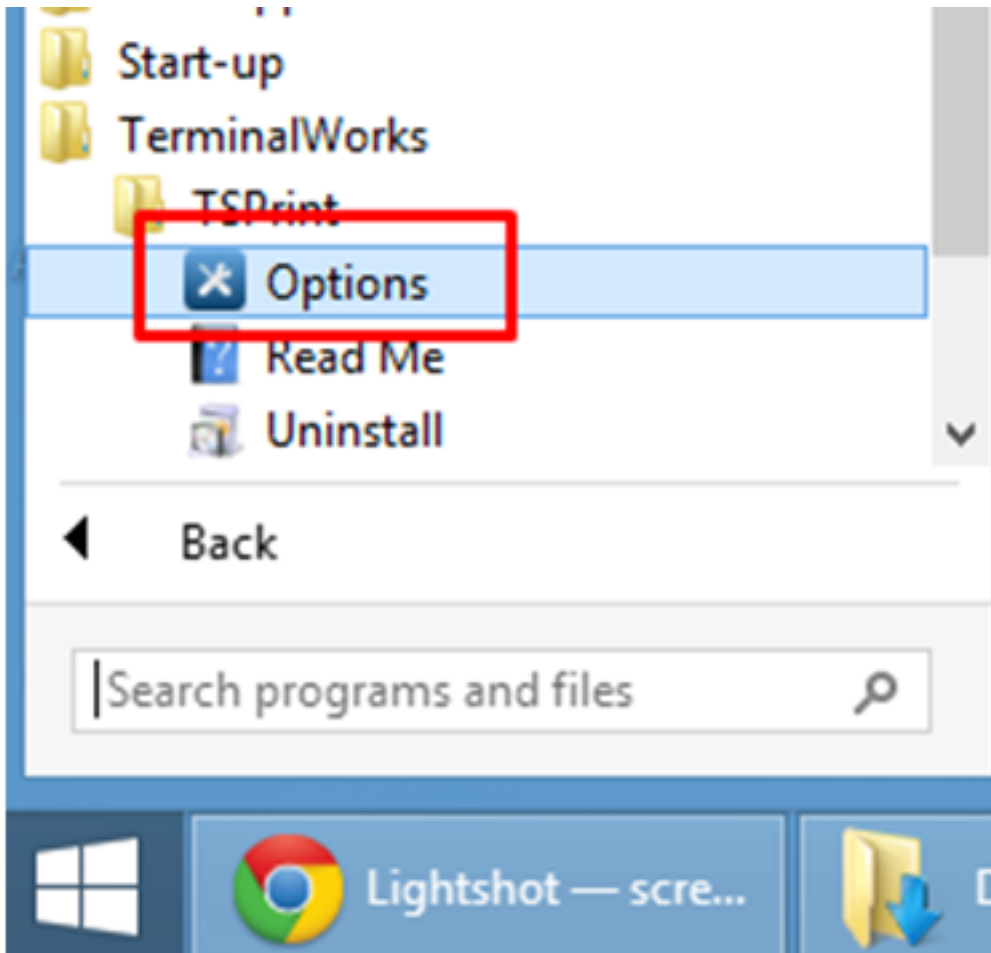 Start-up
TerminalWorks
TSPrint
Options
Read Me
Uninstall
Back
Search programs and files
Lightshot — scre...